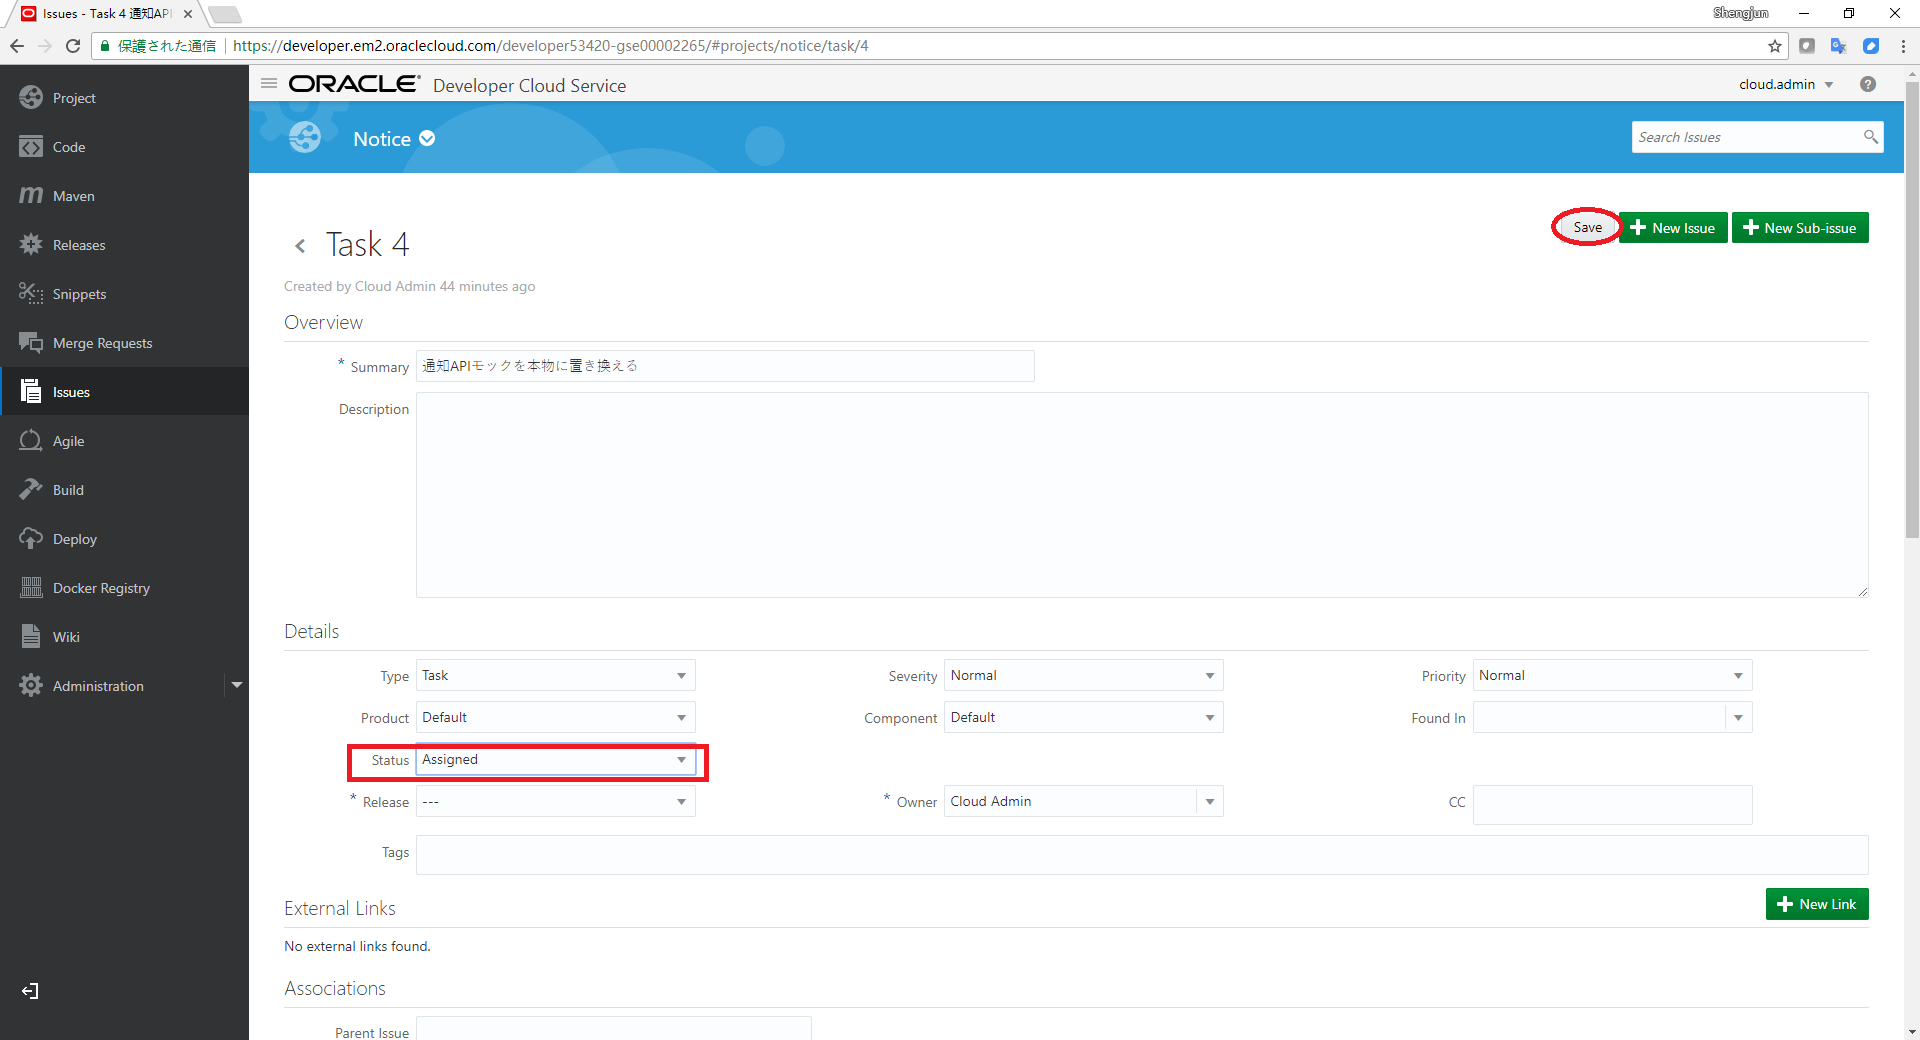 Issues - Task 4 通知API
Shengjun
保護された通信
https://developer.em2.oraclecloud.com/developer53420-gse00002265/#projects/notice/task/4
Project
Code
Maven
Releases
Snippets
Merge Requests
Issues
Agile
Build
Deploy
Docker Registry
Wiki
Administration
ORACLE Developer Cloud Service
cloud.admin
Notice
Search Issues
Task 4
Save
New Issue
New Sub-issue
Created by Cloud Admin 44 minutes ago
Overview
* Summary 通知APIモックを本物に置き換える
Description
Details
Type Task
Severity Normal
Priority Normal
Product Default
Component Default
Found In
Status Assigned
* Release ---
* Owner Cloud Admin
CC
Tags
External Links
New Link
No external links found.
Associations
Parent Issue